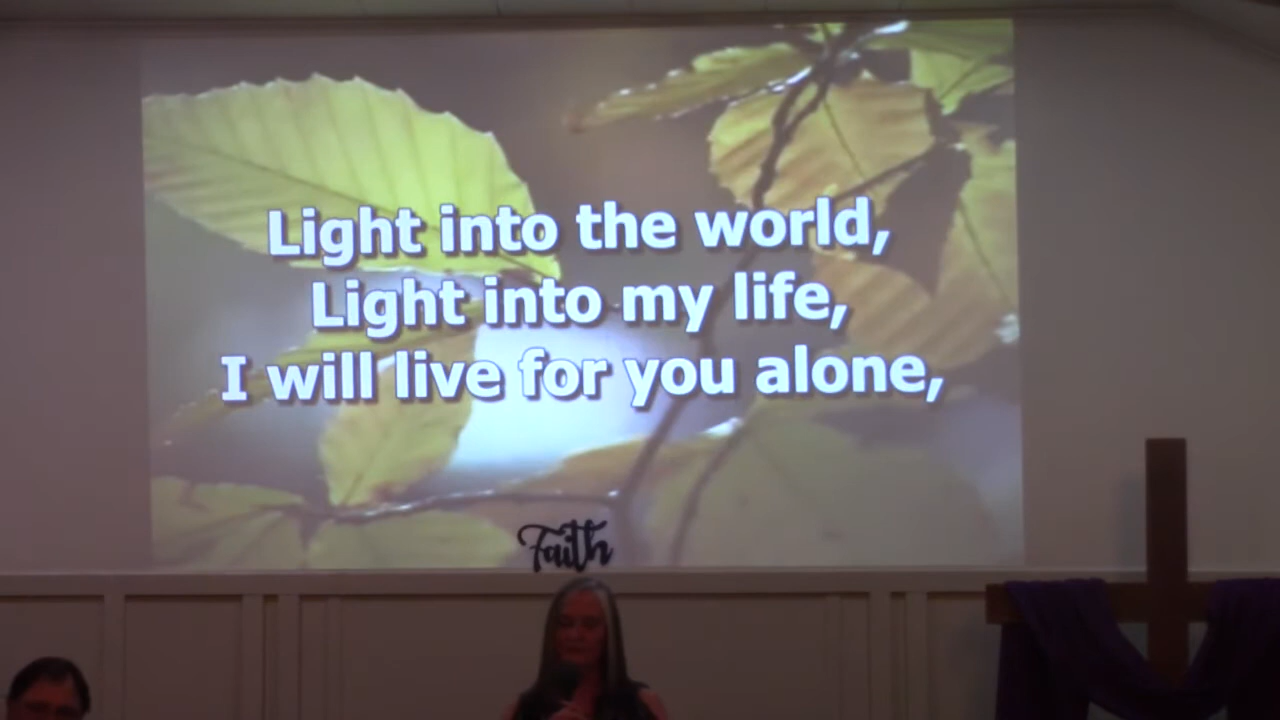 Light into the world,
Light into my life,
I will live for you alone,
Faith